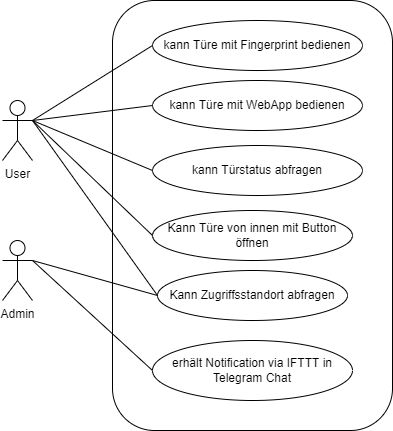 kann Türe mit Fingerprint bedienen
kann Türe mit WebApp bedienen
User
kann Türstatus abfragen
Kann Türe von innen mit Button
öffnen
Kann Zugriffsstandort abfragen
Admin
erhält Notification via IFTTT in
Telegram Chat